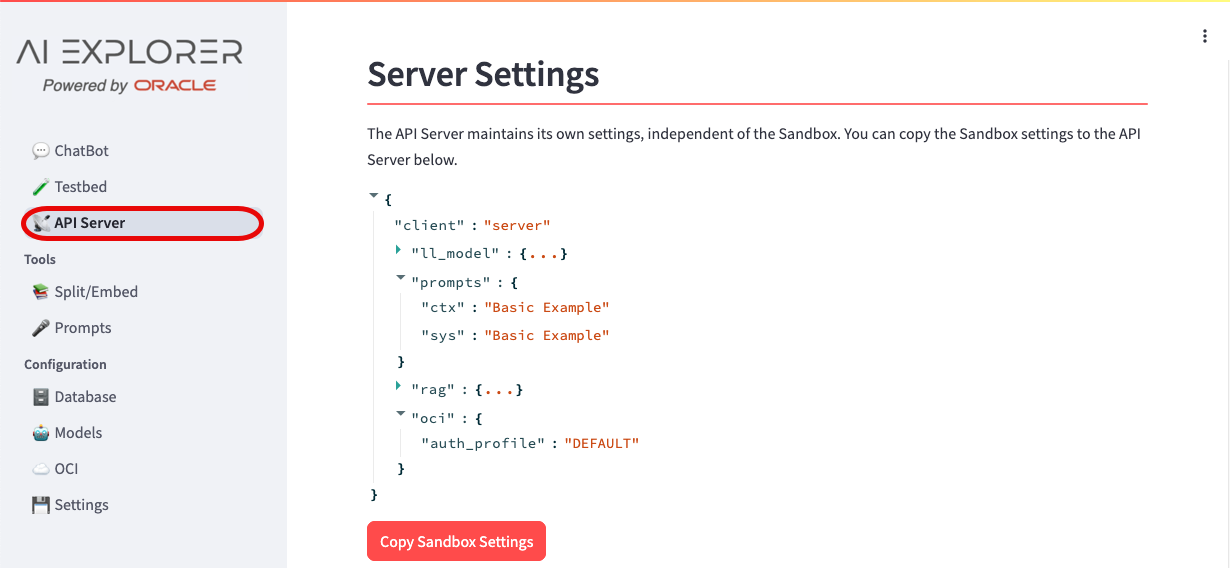 AI EXPLORER
Powered by ORACLE
ChatBot
Testbed
API Server
Tools
Split/Embed
Prompts
Configuration
Database
Models
OCI
Settings
Server Settings
The API Server maintains its own settings, independent of the Sandbox. You can copy the Sandbox settings to the API
Server below.
{
"client" : "server"
"ll_model" : {...}
"prompts" : {
"ctx" : "Basic Example"
"sys" : "Basic Example"
}
"rag" : {...}
"oci" : {
"auth_profile" : "DEFAULT"
}
}
Copy Sandbox Settings